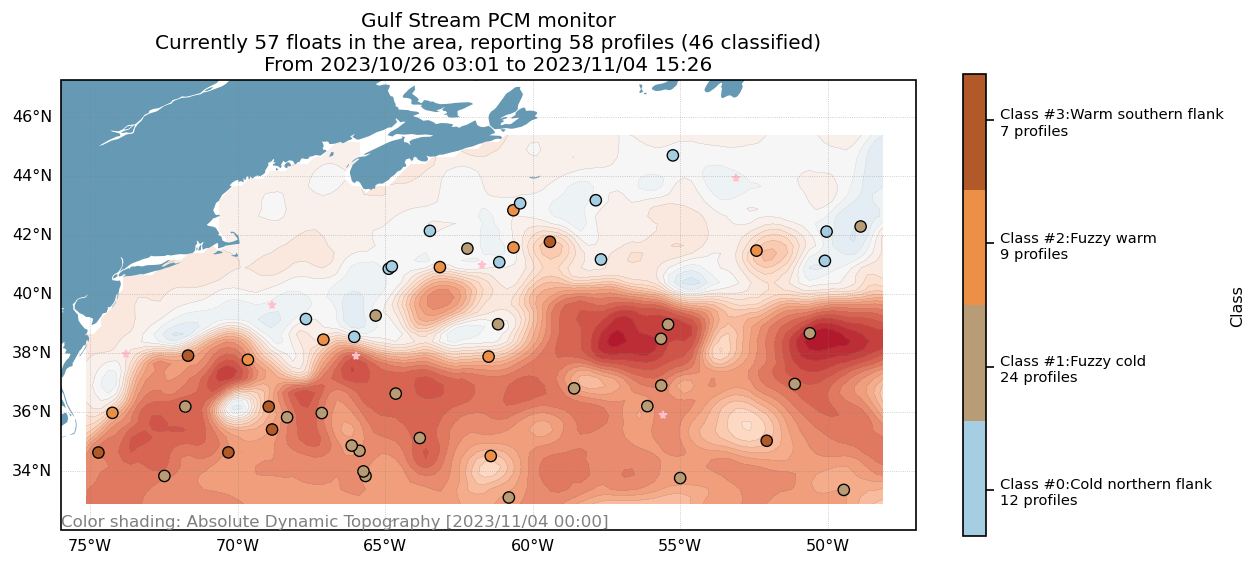 Gulf Stream PCM monitor
Currently 57 floats in the area, reporting 58 profiles (46 classified)
From 2023/10/26 03:01 to 2023/11/04 15:26
46°N
44°N
42°N
40°N
38°N
36°N
34°N
Color shading: Absolute Dynamic Topography [2023/11/04 00:00]
75°W
70°W
65°W
60°W
55°W
50°W
Class #3:Warm southern flank
7 profiles
Class #2:Fuzzy warm
9 profiles
Class #1:Fuzzy cold
24 profiles
Class #0:Cold northern flank
12 profiles
Class